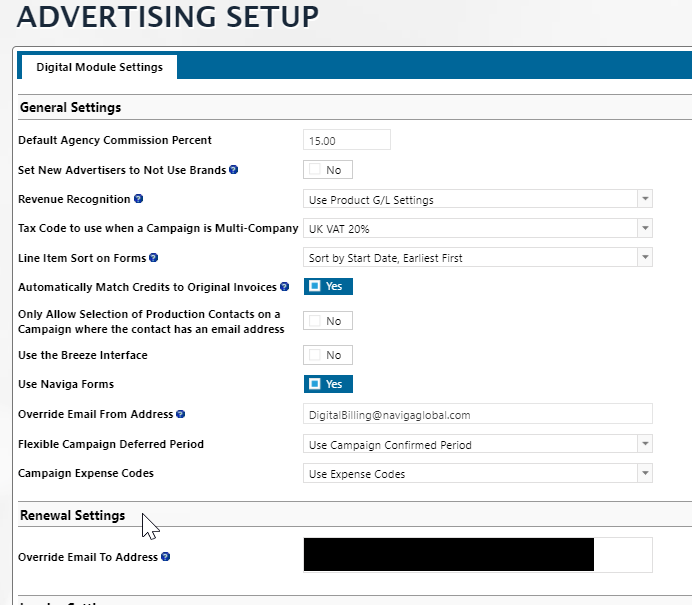 ADVERTISING SETUP
Digital Module Settings
General Settings
Default Agency Commission Percent 15.00
Set New Advertisers to Not Use Brands ? No
Revenue Recognition ? Use Product G/L Settings
Tax Code to use when a Campaign is Multi-Company UK VAT 20%
Line Item Sort on Forms ? Sort by Start Date, Earliest First
Automatically Match Credits to Original Invoices ? Yes
Only Allow Selection of Production Contacts on a
Campaign where the contact has an email address No
Use the Breeze Interface No
Use Naviga Forms Yes
Override Email From Address ? DigitalBilling@navigaglobal.com
Flexible Campaign Deferred Period Use Campaign Confirmed Period
Campaign Expense Codes Use Expense Codes
Renewal Settings
Override Email To Address ?